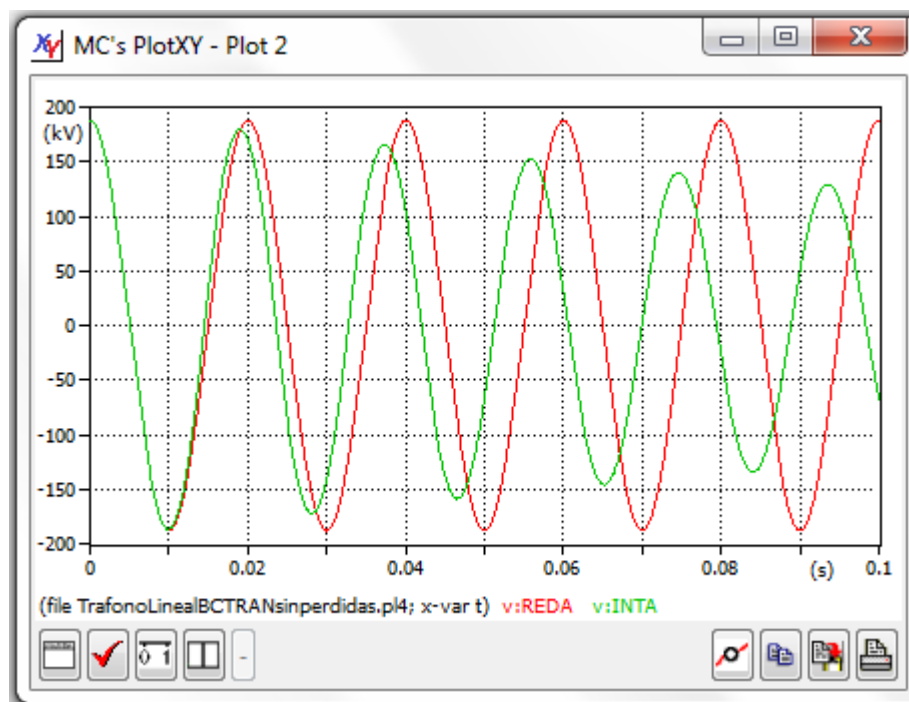 MC's PlotXY - Plot 2
200
(kV)
150
100
50
0
-50
-100
-150
-200
0 0.02 0.04 0.06 0.08 (s) 0.1
(file TrafonoLinealBCTRANsinperdidas.pl4; x-var t) v:REDA v:INTA
0 1